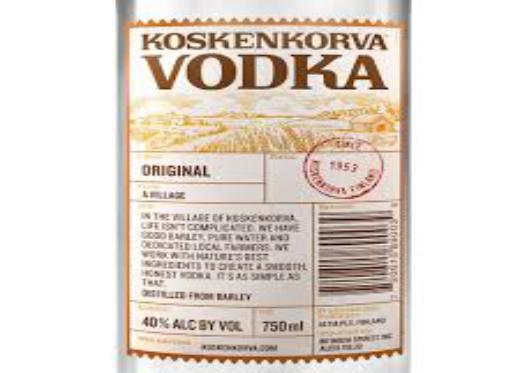 KOSKENKORVA
VODKA
ORIGINAL
A VILLAGE
SINCE
1953
KOSKENKORVA FINLAND
IN THE VILLAGE OF KOSKENKORVA,
LIFE ISN'T COMPLICATED. WE HAVE
GOOD BARLEY, PURE WATER AND
DEDICATED LOCAL FARMERS. WE
WORK WITH NATURE'S BEST
INGREDIENTS TO CREATE A SMOOTH,
HONEST VODKA. IT'S AS SIMPLE AS
THAT.
DISTILLED FROM BARLEY
40% ALC BY VOL
750ml
KOSKENKORVA.COM